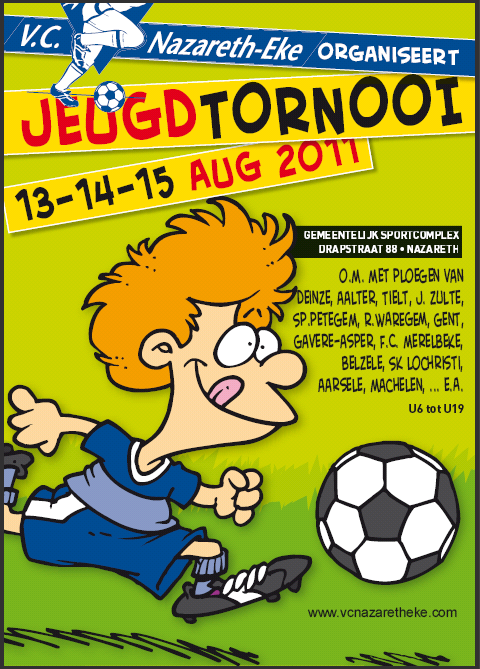 V.C. Nazareth-Eke ORGANISEERT
JEUGDTORNOOI
13-14-15 AUG 2011
GEMEENTELIJK SPORTCOMPLEX
DRAPSTRAAT 88 • NAZARETH
O.M. MET PLOEGEN VAN
DEINZE, AALTER, TIELT, J. ZULTE,
SP.PETEGEM, R.WAREGEM, GENT,
GAVERE-ASPER, F.C. MERELBEKE,
BELZELE, SK LOCHRISTI,
AARSELE, MACHELEN, ... E.A.
U6 tot U19
www.vcnazaretheke.com